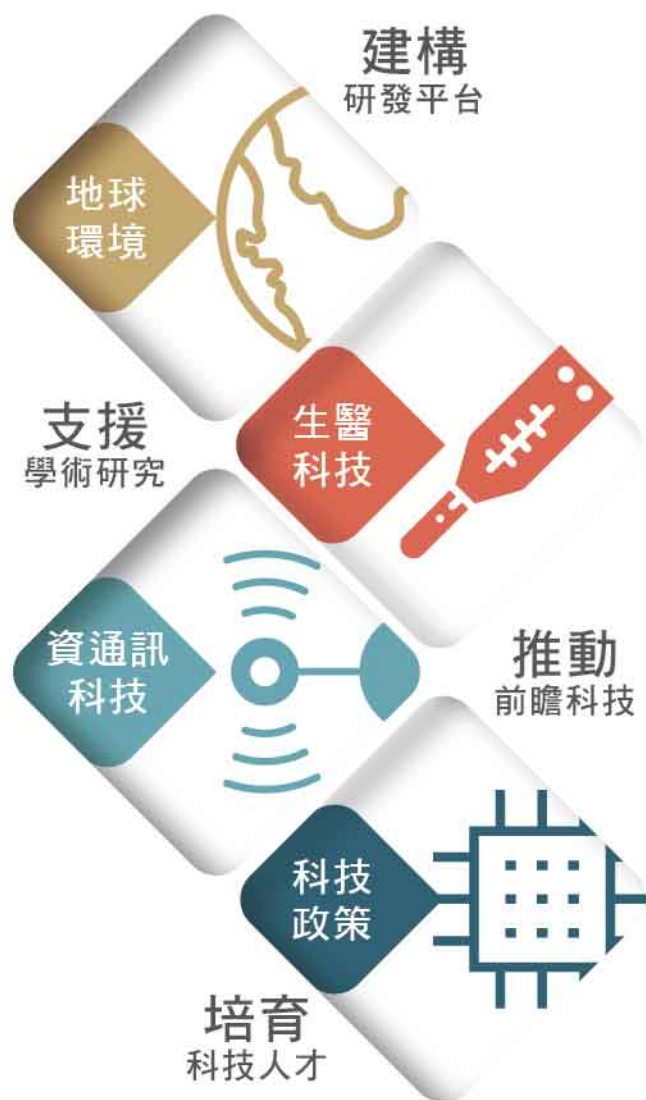 建構
研發平台
地球
環境
支援
學術研究
生醫
科技
資通訊
科技
推動
前瞻科技
科技
政策
培育
科技人才